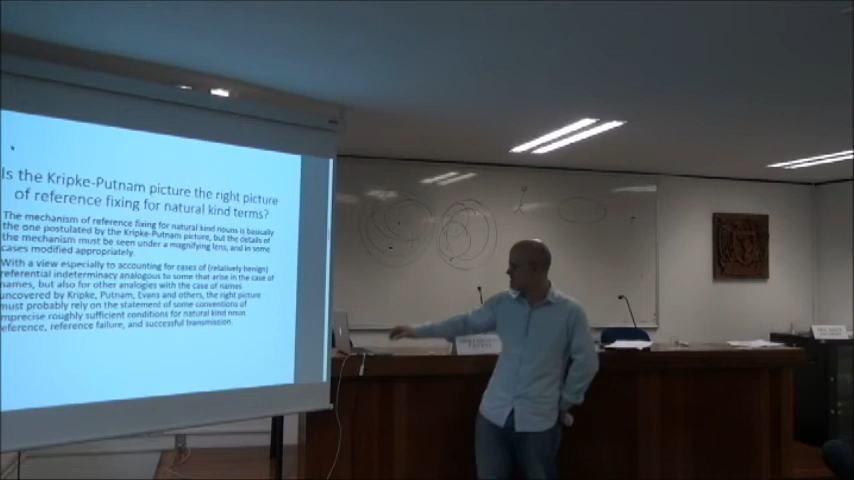 Is the Kripke-Putnam picture the right picture
of reference fixing for natural kind terms?
The mechanism of reference fixing for natural kind nouns is basically
the one postulated by the Kripke-Putnam picture, but the details of
the mechanism must be seen under a magnifying lens, and in some
cases modified appropriately.
With a view especially to accounting for cases of (relatively benign)
referential indeterminacy analogous to some that arise in the case of
names, but also for other analogies with the case of names
uncovered by Kripke, Putnam, Evans and others, the right picture
must probably rely on the statement of some conventions of
mprecise roughly sufficient conditions for natural kind noun
eference, reference failure, and successful transmission.